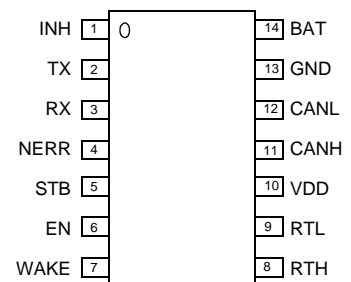 INH 1 14 BAT
TX 2 13 GND
RX 3 12 CANL
NERR 4 11 CANH
STB 5 10 VDD
EN 6 9 RTL
WAKE 7 8 RTH